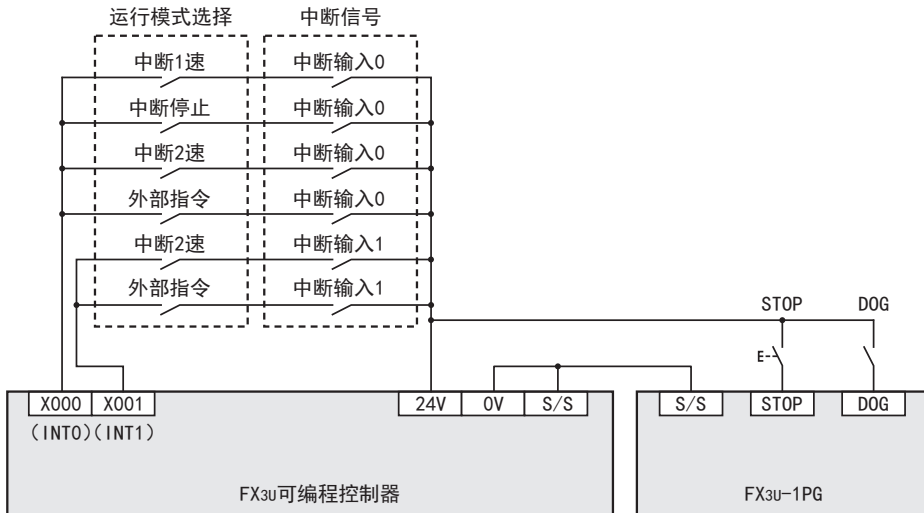 运行模式选择 中断信号
中断1速 中断输入0
中断停止 中断输入0
中断2速 中断输入0
外部指令 中断输入0
中断2速 中断输入1
外部指令 中断输入1
STOP DOG
E
X000 X001 24V 0V S/S S/S STOP DOG
(INT0)(INT1)
FX3U可编程控制器 FX3U-1PG